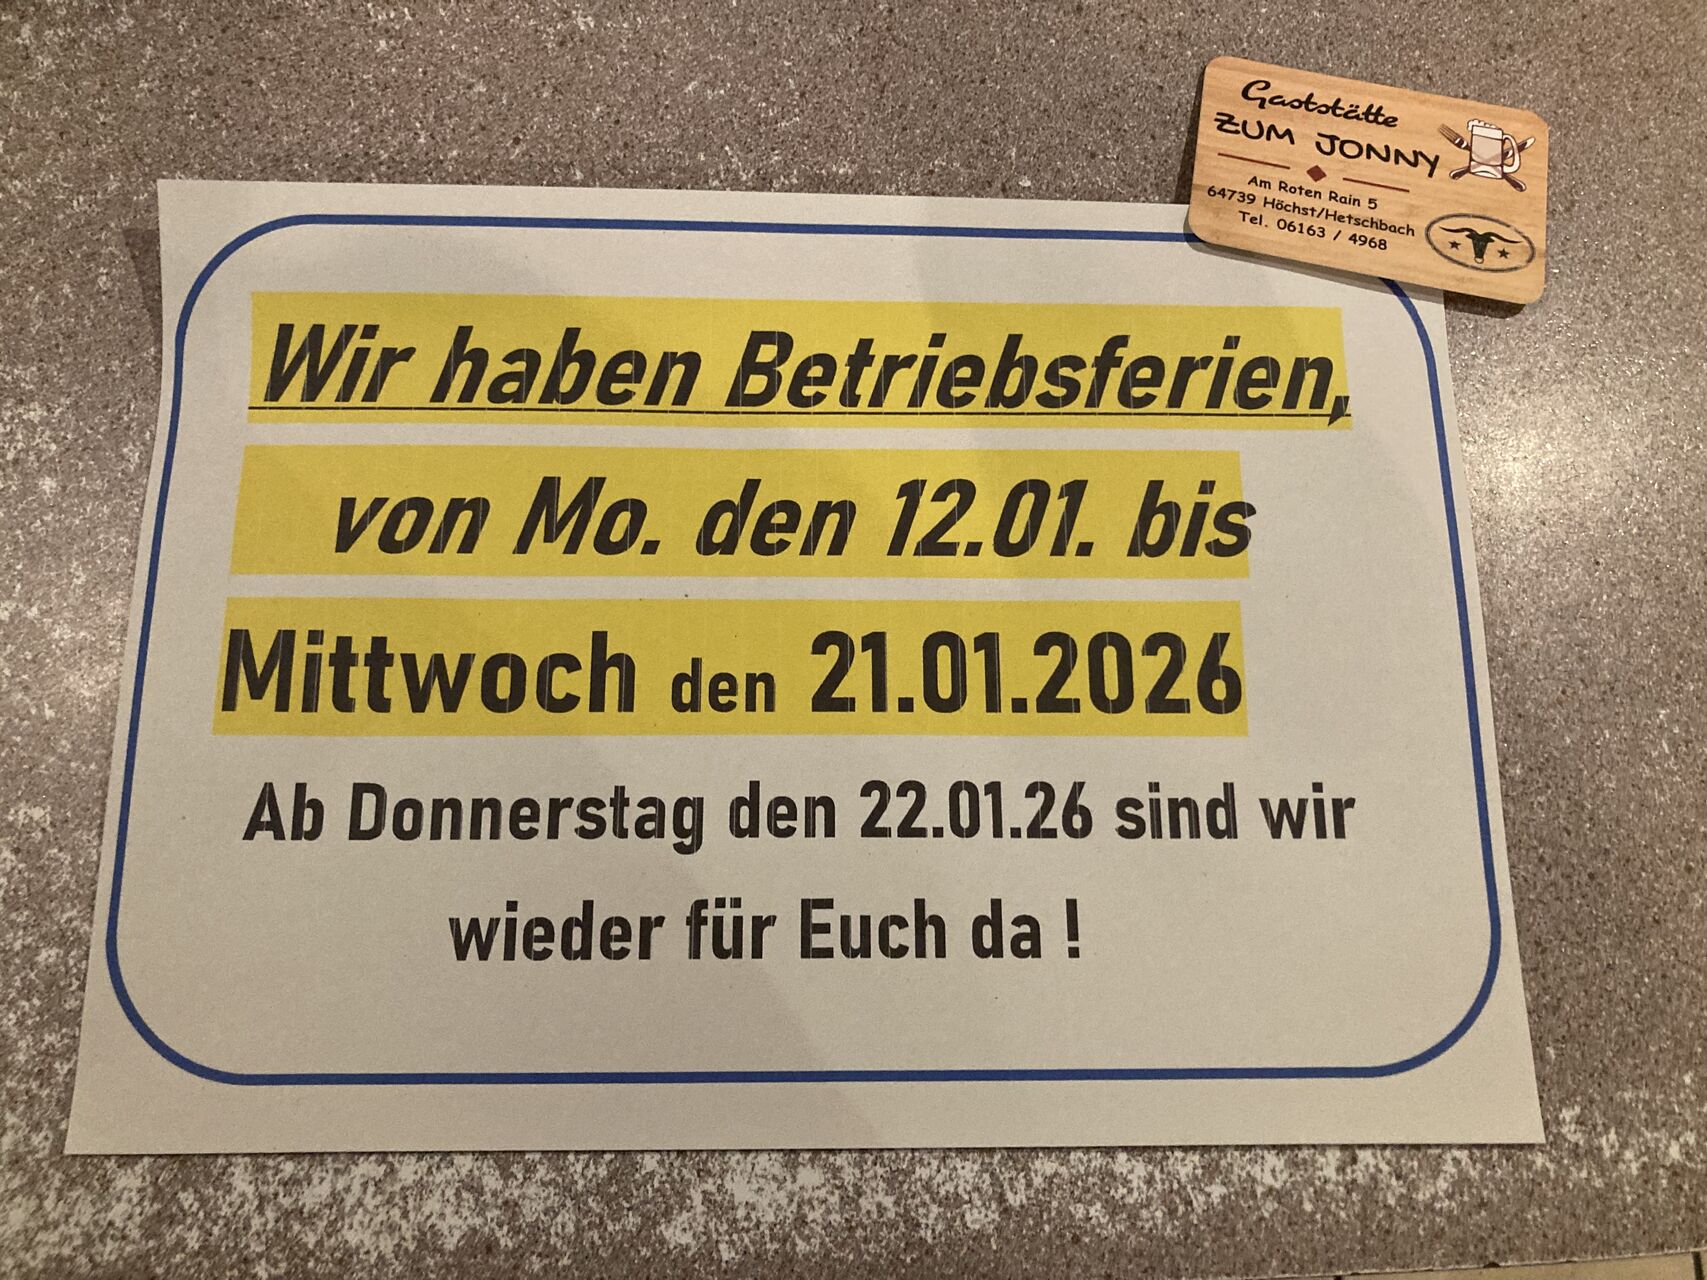 Gaststätte
ZUM JONNY
Am Roten Rain 5
64739 Höchst/Hetschbach
Tel. 06163 / 4968
Wir haben Betriebsferien,
von Mo. den 12.01. bis
Mittwoch den 21.01.2026
Ab Donnerstag den 22.01.26 sind wir
wieder für Euch da !